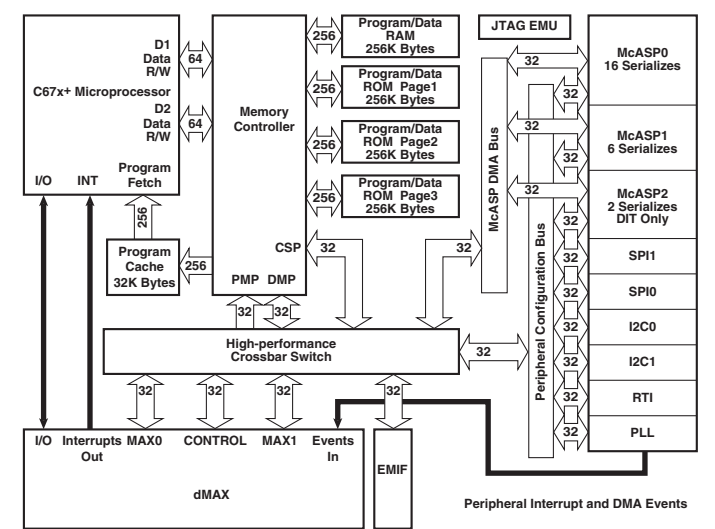 D1
Data
R/W
64
C67x+ Microprocessor
D2
Data
R/W
64
I/O
INT
Program
Fetch
256
Program
Cache
32K Bytes
256
Memory
Controller
CSP
32
PMP
DMP
32
32
256
Program/Data
RAM
256K Bytes
256
Program/Data
ROM Page1
256K Bytes
256
Program/Data
ROM Page2
256K Bytes
256
Program/Data
ROM Page3
256K Bytes
JTAG EMU
McASP DMA Bus
32
32
32
32
Peripheral Configuration Bus
32
32
32
32
32
32
32
32
32
McASP0
16 Serializes
McASP1
6 Serializes
McASP2
2 Serializes
DIT Only
SPI1
SPI0
I2C0
I2C1
RTI
PLL
High-performance
Crossbar Switch
32
32
32
32
32
I/O
Interrupts
Out
MAX0
CONTROL
MAX1
Events
In
dMAX
EMIF
Peripheral Interrupt and DMA Events